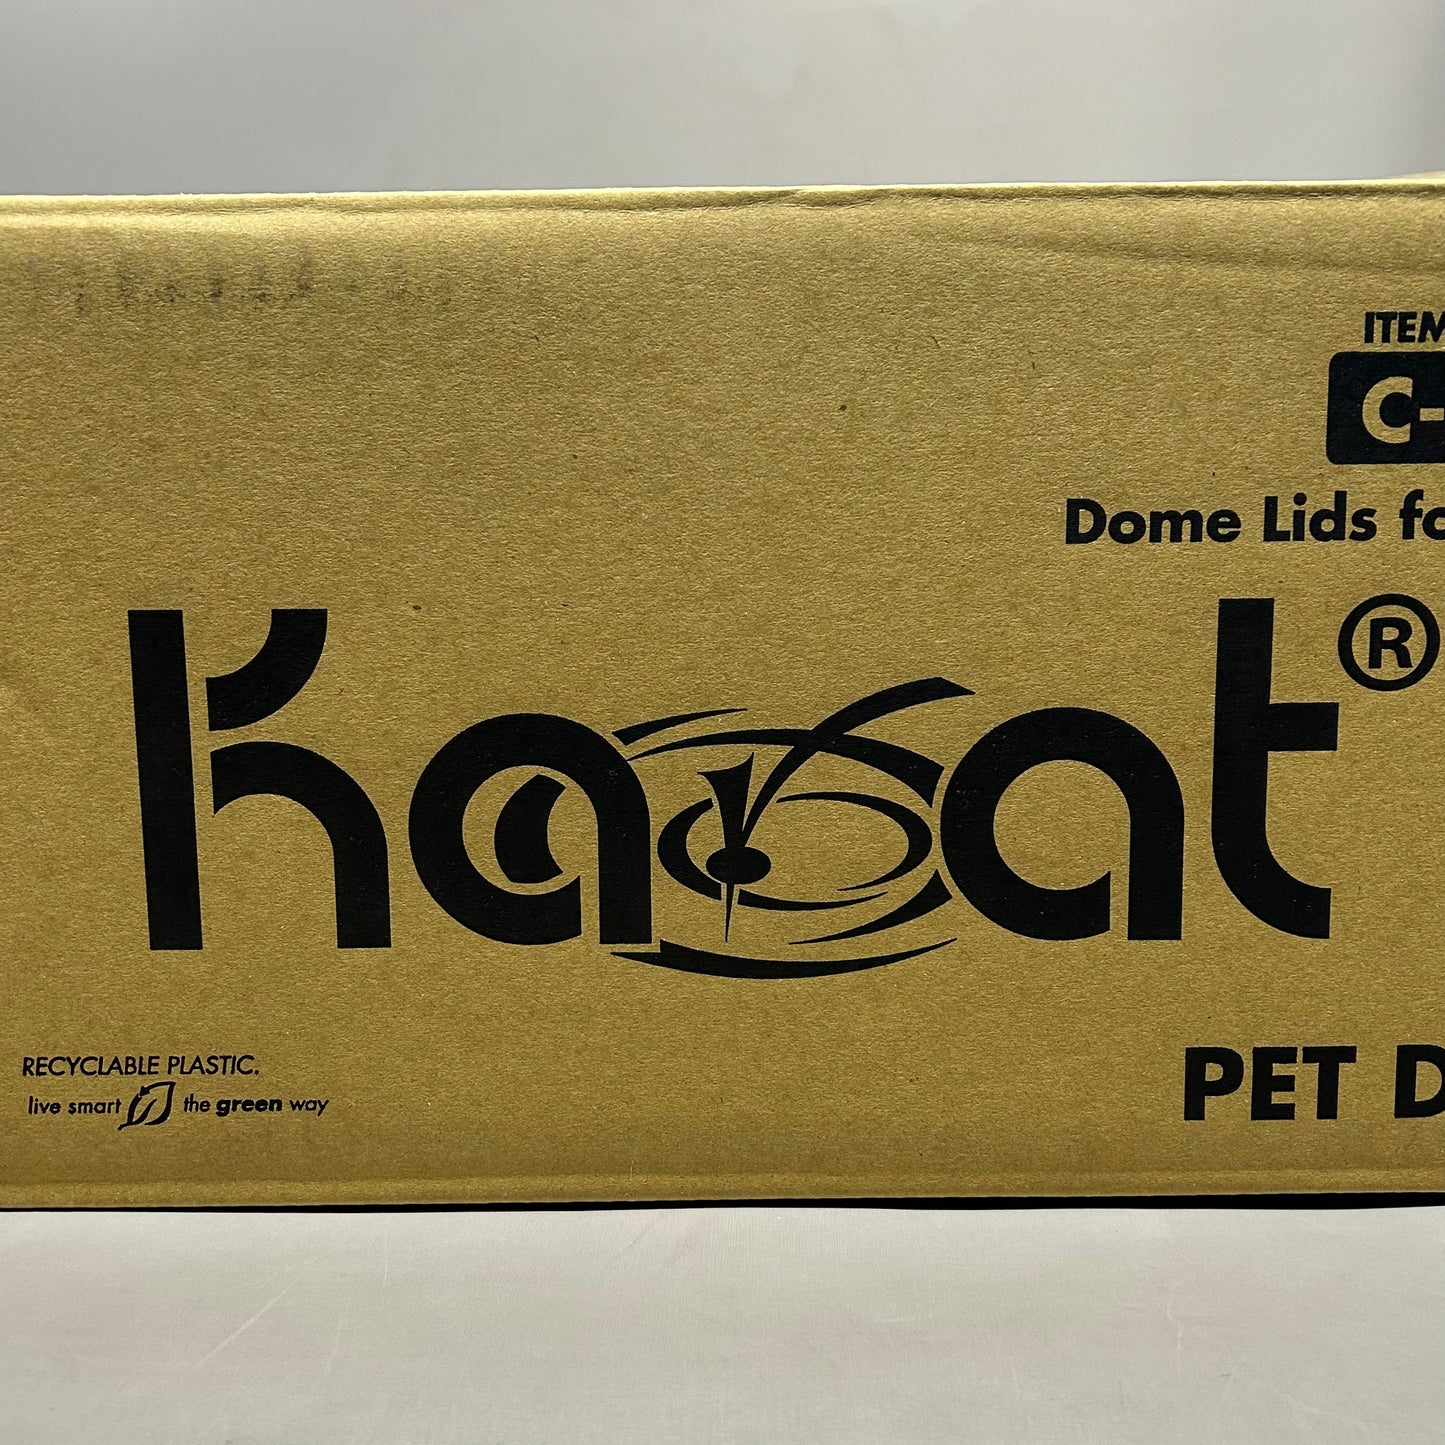 ITEM
C-
Dome Lids fo
Karat®
RECYCLABLE PLASTIC.
live smart the green way
PET D